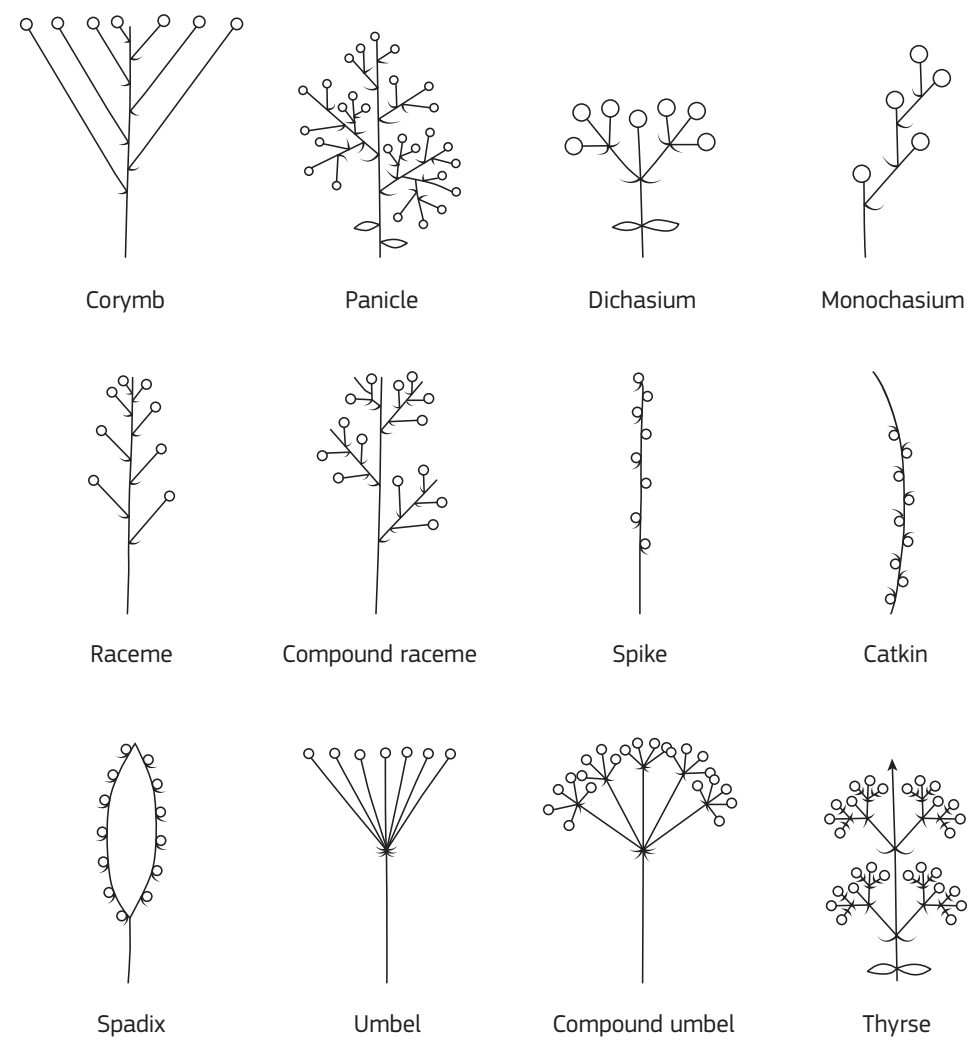 Corymb
Panicle
Dichasium
Monochasium
Raceme
Compound raceme
Spike
Catkin
Spadix
Umbel
Compound umbel
Thyrse